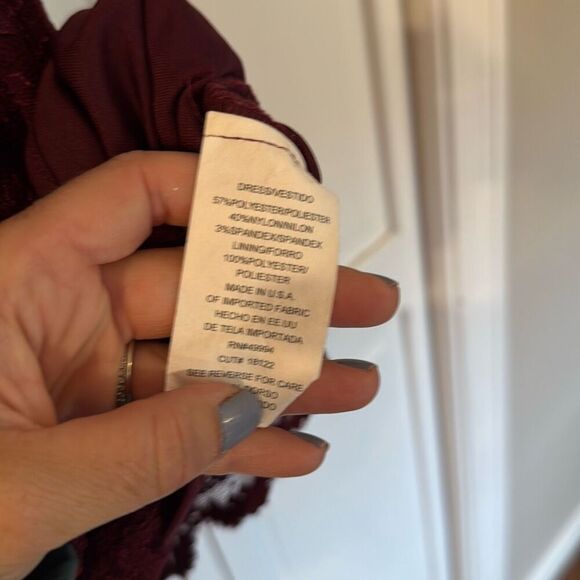 DRESS/VESTIDO
57%POLYESTER/POLIESTER
40%NYLON/NILON
3%SPANDEX/SPANDEX
LINING/FORRO
100%POLYESTER/
POLIESTER
MADE IN U.S.A.
OF IMPORTED FABRIC
HECHO EN EE UU
DE TELA IMPORTADA
RN#49994
CUT# 18122
SEE REVERSE FOR CARE